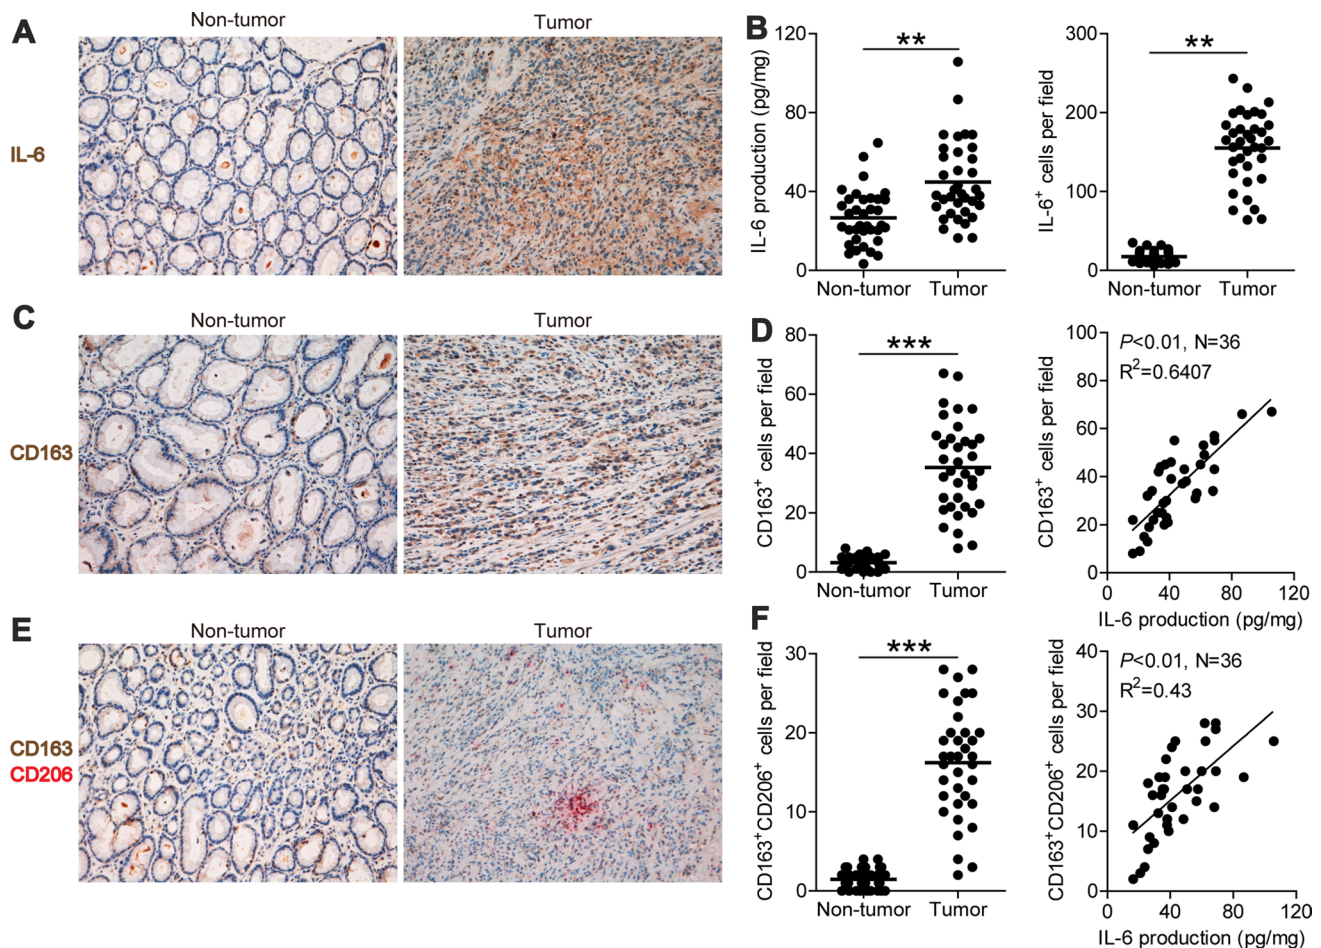 A
Non-tumor
Tumor
IL-6
B
IL-6 production (pg/mg)
120
80
40
0
**
Non-tumor
Tumor
IL-6⁺ cells per field
300
200
100
0
**
Non-tumor
Tumor
C
Non-tumor
Tumor
CD163
D
CD163⁺ cells per field
80
60
40
20
0
***
Non-tumor
Tumor
CD163⁺ cells per field
100
80
60
40
20
0
P<0.01, N=36
R²=0.6407
0
40
80
120
IL-6 production (pg/mg)
E
Non-tumor
Tumor
CD163
CD206
F
CD163⁺CD206⁺ cells per field
30
20
10
0
***
Non-tumor
Tumor
CD163⁺CD206⁺ cells per field
40
30
20
10
0
P<0.01, N=36
R²=0.43
0
40
80
120
IL-6 production (pg/mg)